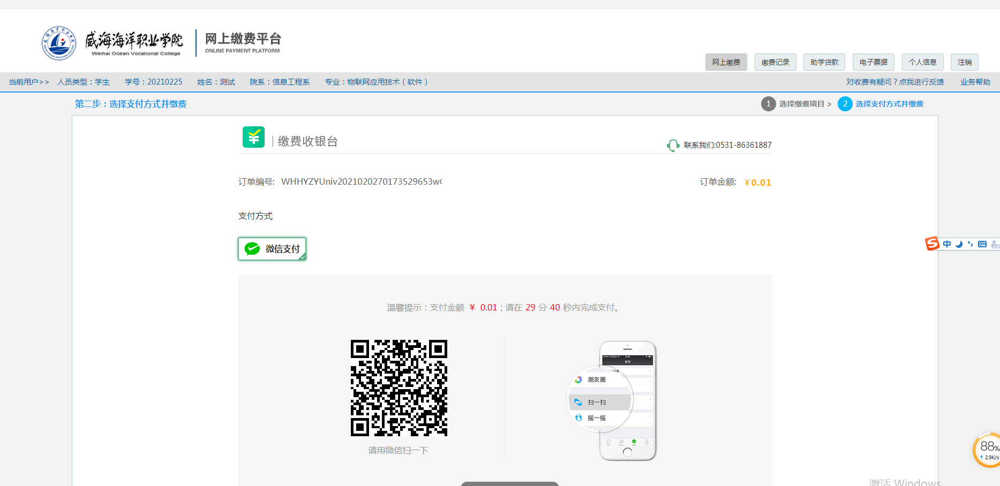 威海海洋职业学院
Weihai Ocean Vocational College
网上缴费平台
ONLINE PAYMENT PLATFORM
网上缴费 缴费记录 助学贷款 电子票据 个人信息 注销
当前用户>> 人员类型：学生 学号：20210225 姓名：测试 院系：信息工程系 专业：物联网应用技术（软件） 对收费有疑问？点我进行反馈 业务帮助
第二步：选择支付方式并缴费 1 选择缴费项目 > 2 选择支付方式并缴费
缴费收银台 联系我们:0531-86361887
订单编号: WHHYZYUniv2021020270173529653w 订单金额: ￥0.01
支付方式
微信支付
中
温馨提示：支付金额 ￥ 0.01；请在 29 分 40 秒内完成支付。
发现
朋友圈
扫一扫
摇一摇
请用微信扫一下
88%
2.9K/s
激活 Windows